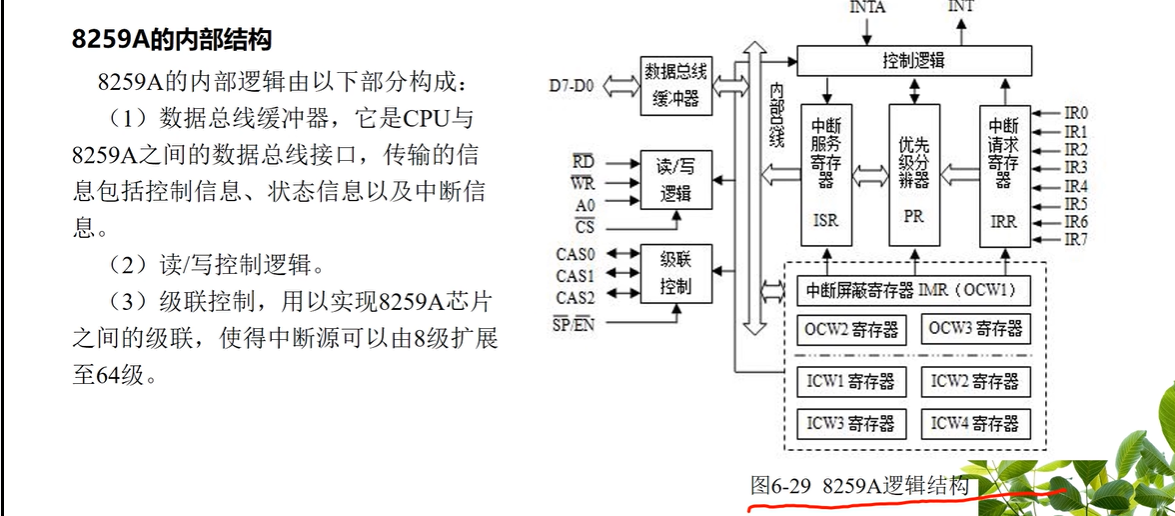 8259A的内部结构
8259A的内部逻辑由以下部分构成：
（1）数据总线缓冲器，它是CPU与
8259A之间的数据总线接口，传输的信
息包括控制信息、状态信息以及中断信
息。
（2）读/写控制逻辑。
（3）级联控制，用以实现8259A芯片
之间的级联，使得中断源可以由8级扩展
至64级。
INTA
INT
控制逻辑
D7-D0
数据总线
缓冲器
内部总线
RD
WR
A0
CS
读/写
逻辑
CAS0
CAS1
CAS2
SP/EN
级联
控制
中断
服务
寄存
器
ISR
优先
级分
辨器
PR
中断
请求
寄存
器
IRR
IR0
IR1
IR2
IR3
IR4
IR5
IR6
IR7
中断屏蔽寄存器 IMR（OCW1）
OCW2 寄存器
OCW3 寄存器
ICW1 寄存器
ICW2 寄存器
ICW3 寄存器
ICW4 寄存器
图6-29 8259A逻辑结构